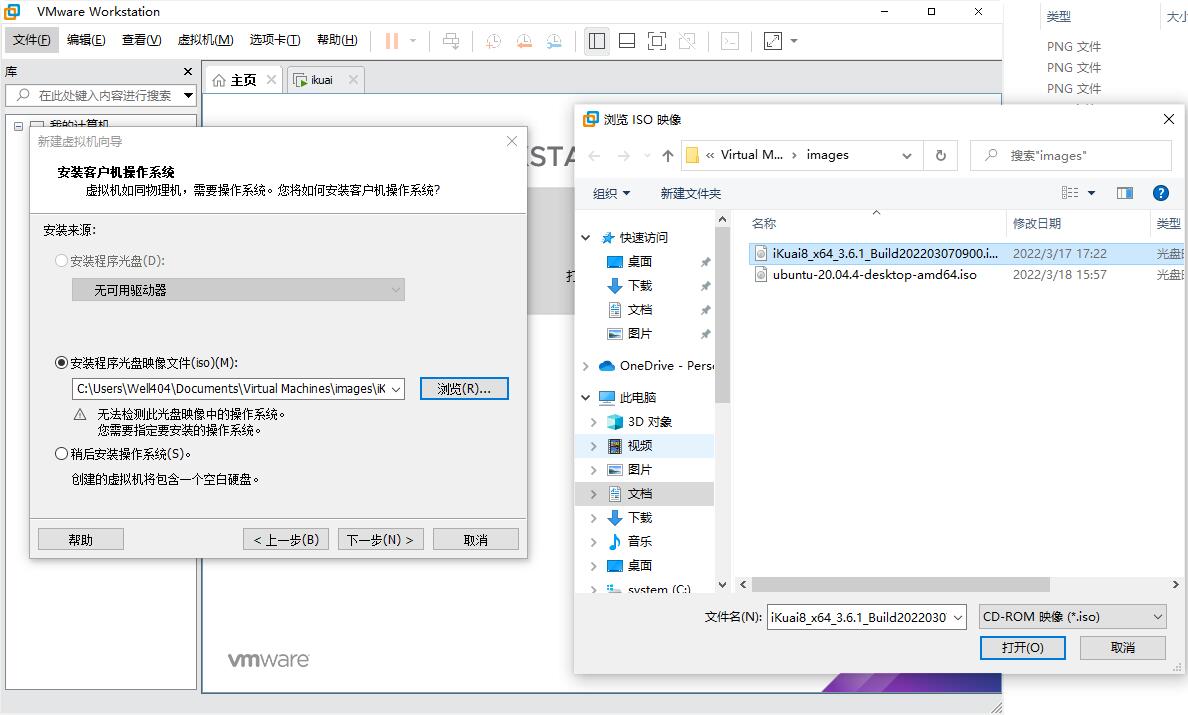 VMware Workstation
文件(F) 编辑(E) 查看(V) 虚拟机(M) 选项卡(T) 帮助(H)
库
在此处键入内容进行搜索
我的计算机
主页
ikuai
新建虚拟机向导
安装客户机操作系统
虚拟机如同物理机，需要操作系统。您将如何安装客户机操作系统?
安装来源:
安装程序光盘(D):
无可用驱动器
安装程序光盘映像文件(iso)(M):
C:\Users\Well404\Documents\Virtual Machines\images\iK
浏览(R)...
无法检测此光盘映像中的操作系统。
您需要指定要安装的操作系统。
稍后安装操作系统(S)。
创建的虚拟机将包含一个空白硬盘。
帮助
< 上一步(B)
下一步(N) >
取消
vmware
类型
大小
PNG 文件
PNG 文件
PNG 文件
浏览 ISO 映像
« Virtual M... › images
搜索"images"
组织
新建文件夹
名称
修改日期
类型
iKuai8_x64_3.6.1_Build202203070900.i... 2022/3/17 17:22 光盘
ubuntu-20.04.4-desktop-amd64.iso 2022/3/18 15:57 光盘
快速访问
桌面
下载
文档
图片
OneDrive - Pers
此电脑
3D 对象
视频
图片
文档
下载
音乐
桌面
system (C:)
文件名(N):
iKuai8_x64_3.6.1_Build2022030
CD-ROM 映像 (*.iso)
打开(O)
取消